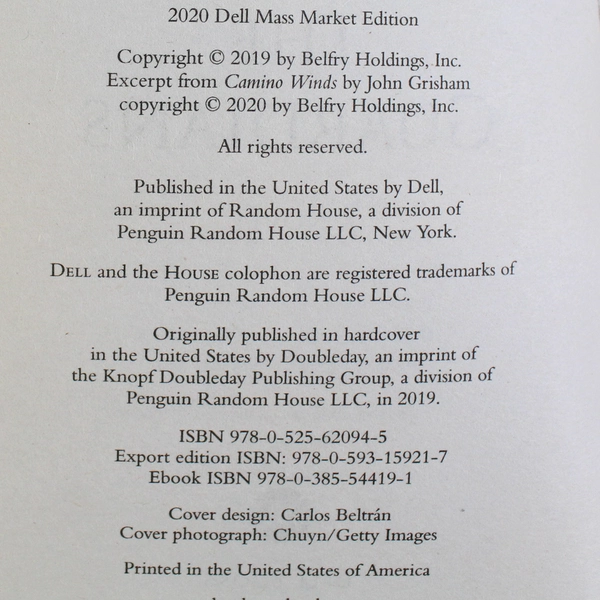 2020 Dell Mass Market Edition
Copyright © 2019 by Belfry Holdings, Inc.
Excerpt from Camino Winds by John Grisham
copyright © 2020 by Belfry Holdings, Inc.
All rights reserved.
Published in the United States by Dell,
an imprint of Random House, a division of
Penguin Random House LLC, New York.
DELL and the HOUSE colophon are registered trademarks of
Penguin Random House LLC.
Originally published in hardcover
in the United States by Doubleday, an imprint of
the Knopf Doubleday Publishing Group, a division of
Penguin Random House LLC, in 2019.
ISBN 978-0-525-62094-5
Export edition ISBN: 978-0-593-15921-7
Ebook ISBN 978-0-385-54419-1
Cover design: Carlos Beltrán
Cover photograph: Chuyn/Getty Images
Printed in the United States of America